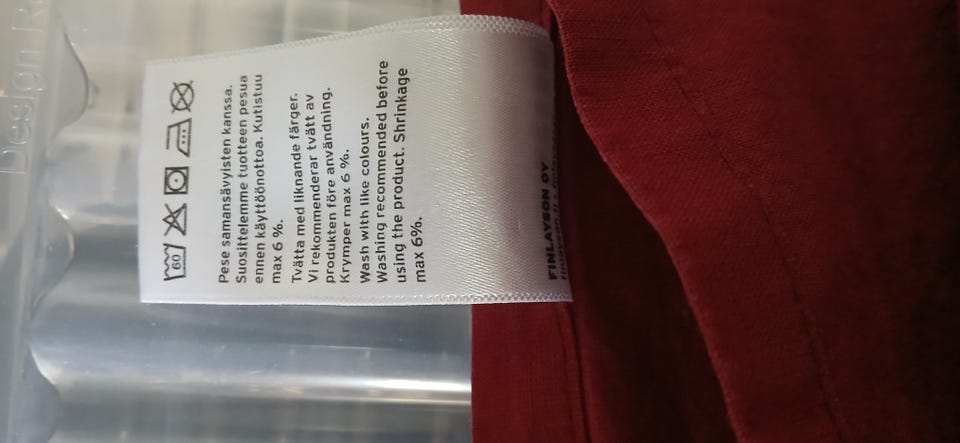 60
Pese samansävyisten kanssa.
Suosittelemme tuotteen pesua
ennen käyttöönottoa. Kutistuu
max 6 %.
Tvätta med liknande färger.
Vi rekommenderar tvätt av
produkten före användning.
Krymper max 6 %.
Wash with like colours.
Washing recommended before
using the product. Shrinkage
max 6%.
FINLAYSON OY
Design